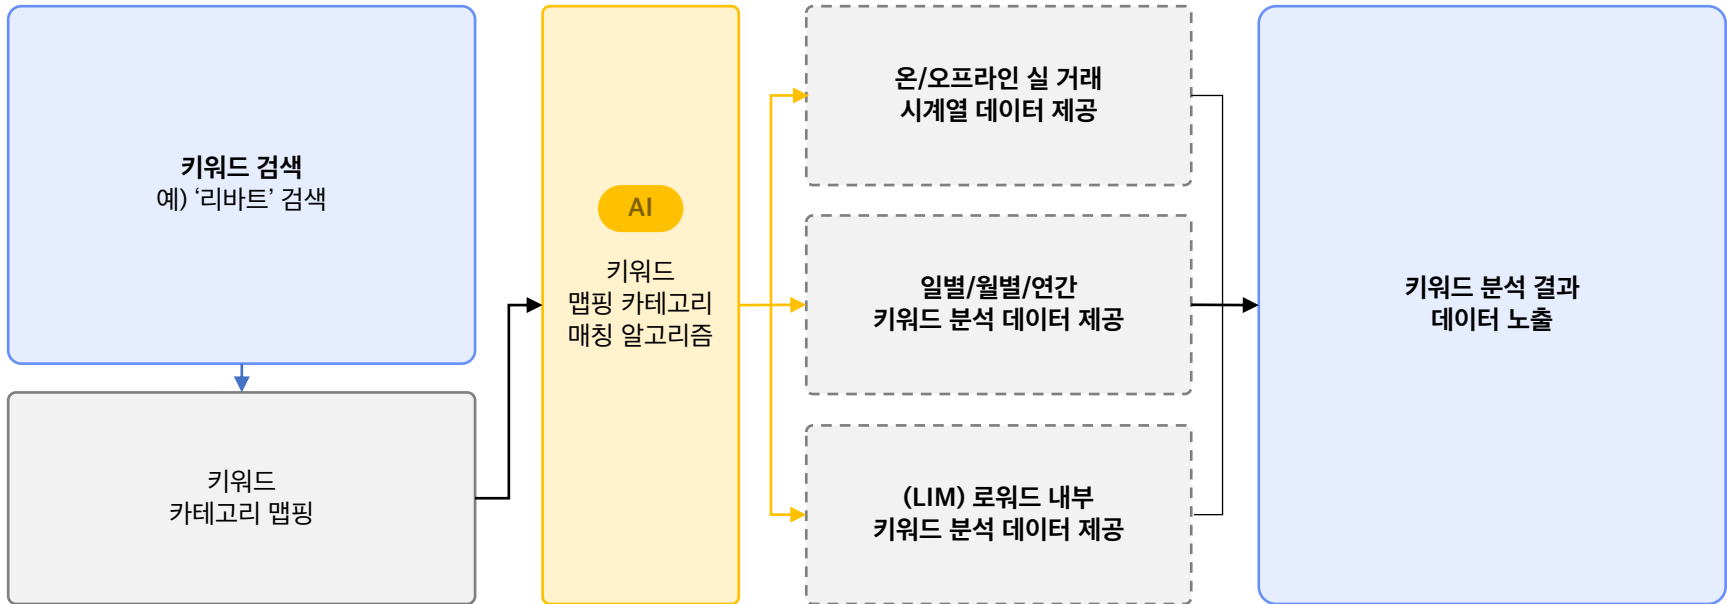 키워드 검색
예) ‘리바트’ 검색
키워드
카테고리 맵핑
AI
키워드
맵핑 카테고리
매칭 알고리즘
온/오프라인 실 거래
시계열 데이터 제공
일별/월별/연간
키워드 분석 데이터 제공
(LIM) 로워드 내부
키워드 분석 데이터 제공
키워드 분석 결과
데이터 노출